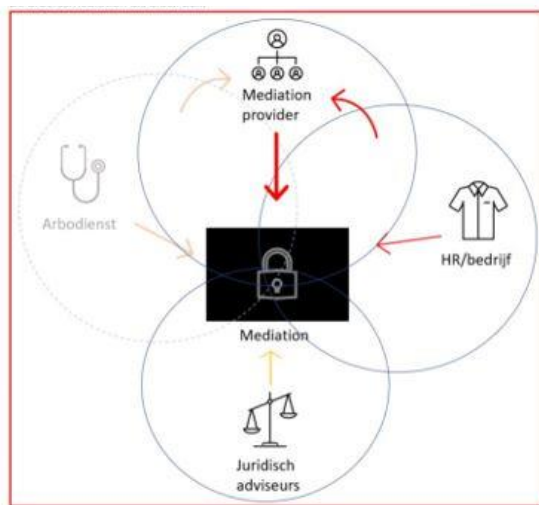 Mediation
provider
Arbodienst
HR/bedrijf
Mediation
Juridisch
adviseurs